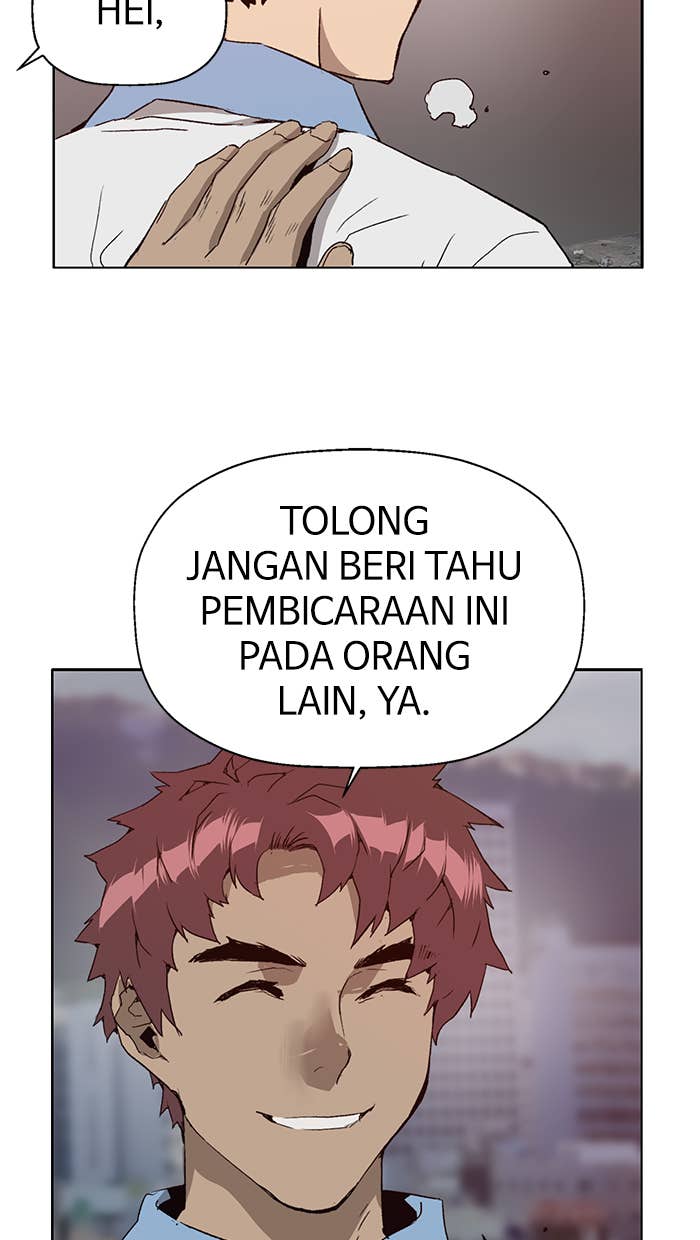 HEI,
TOLONG
JANGAN BERI TAHU
PEMBICARAAN INI
PADA ORANG
LAIN, YA.